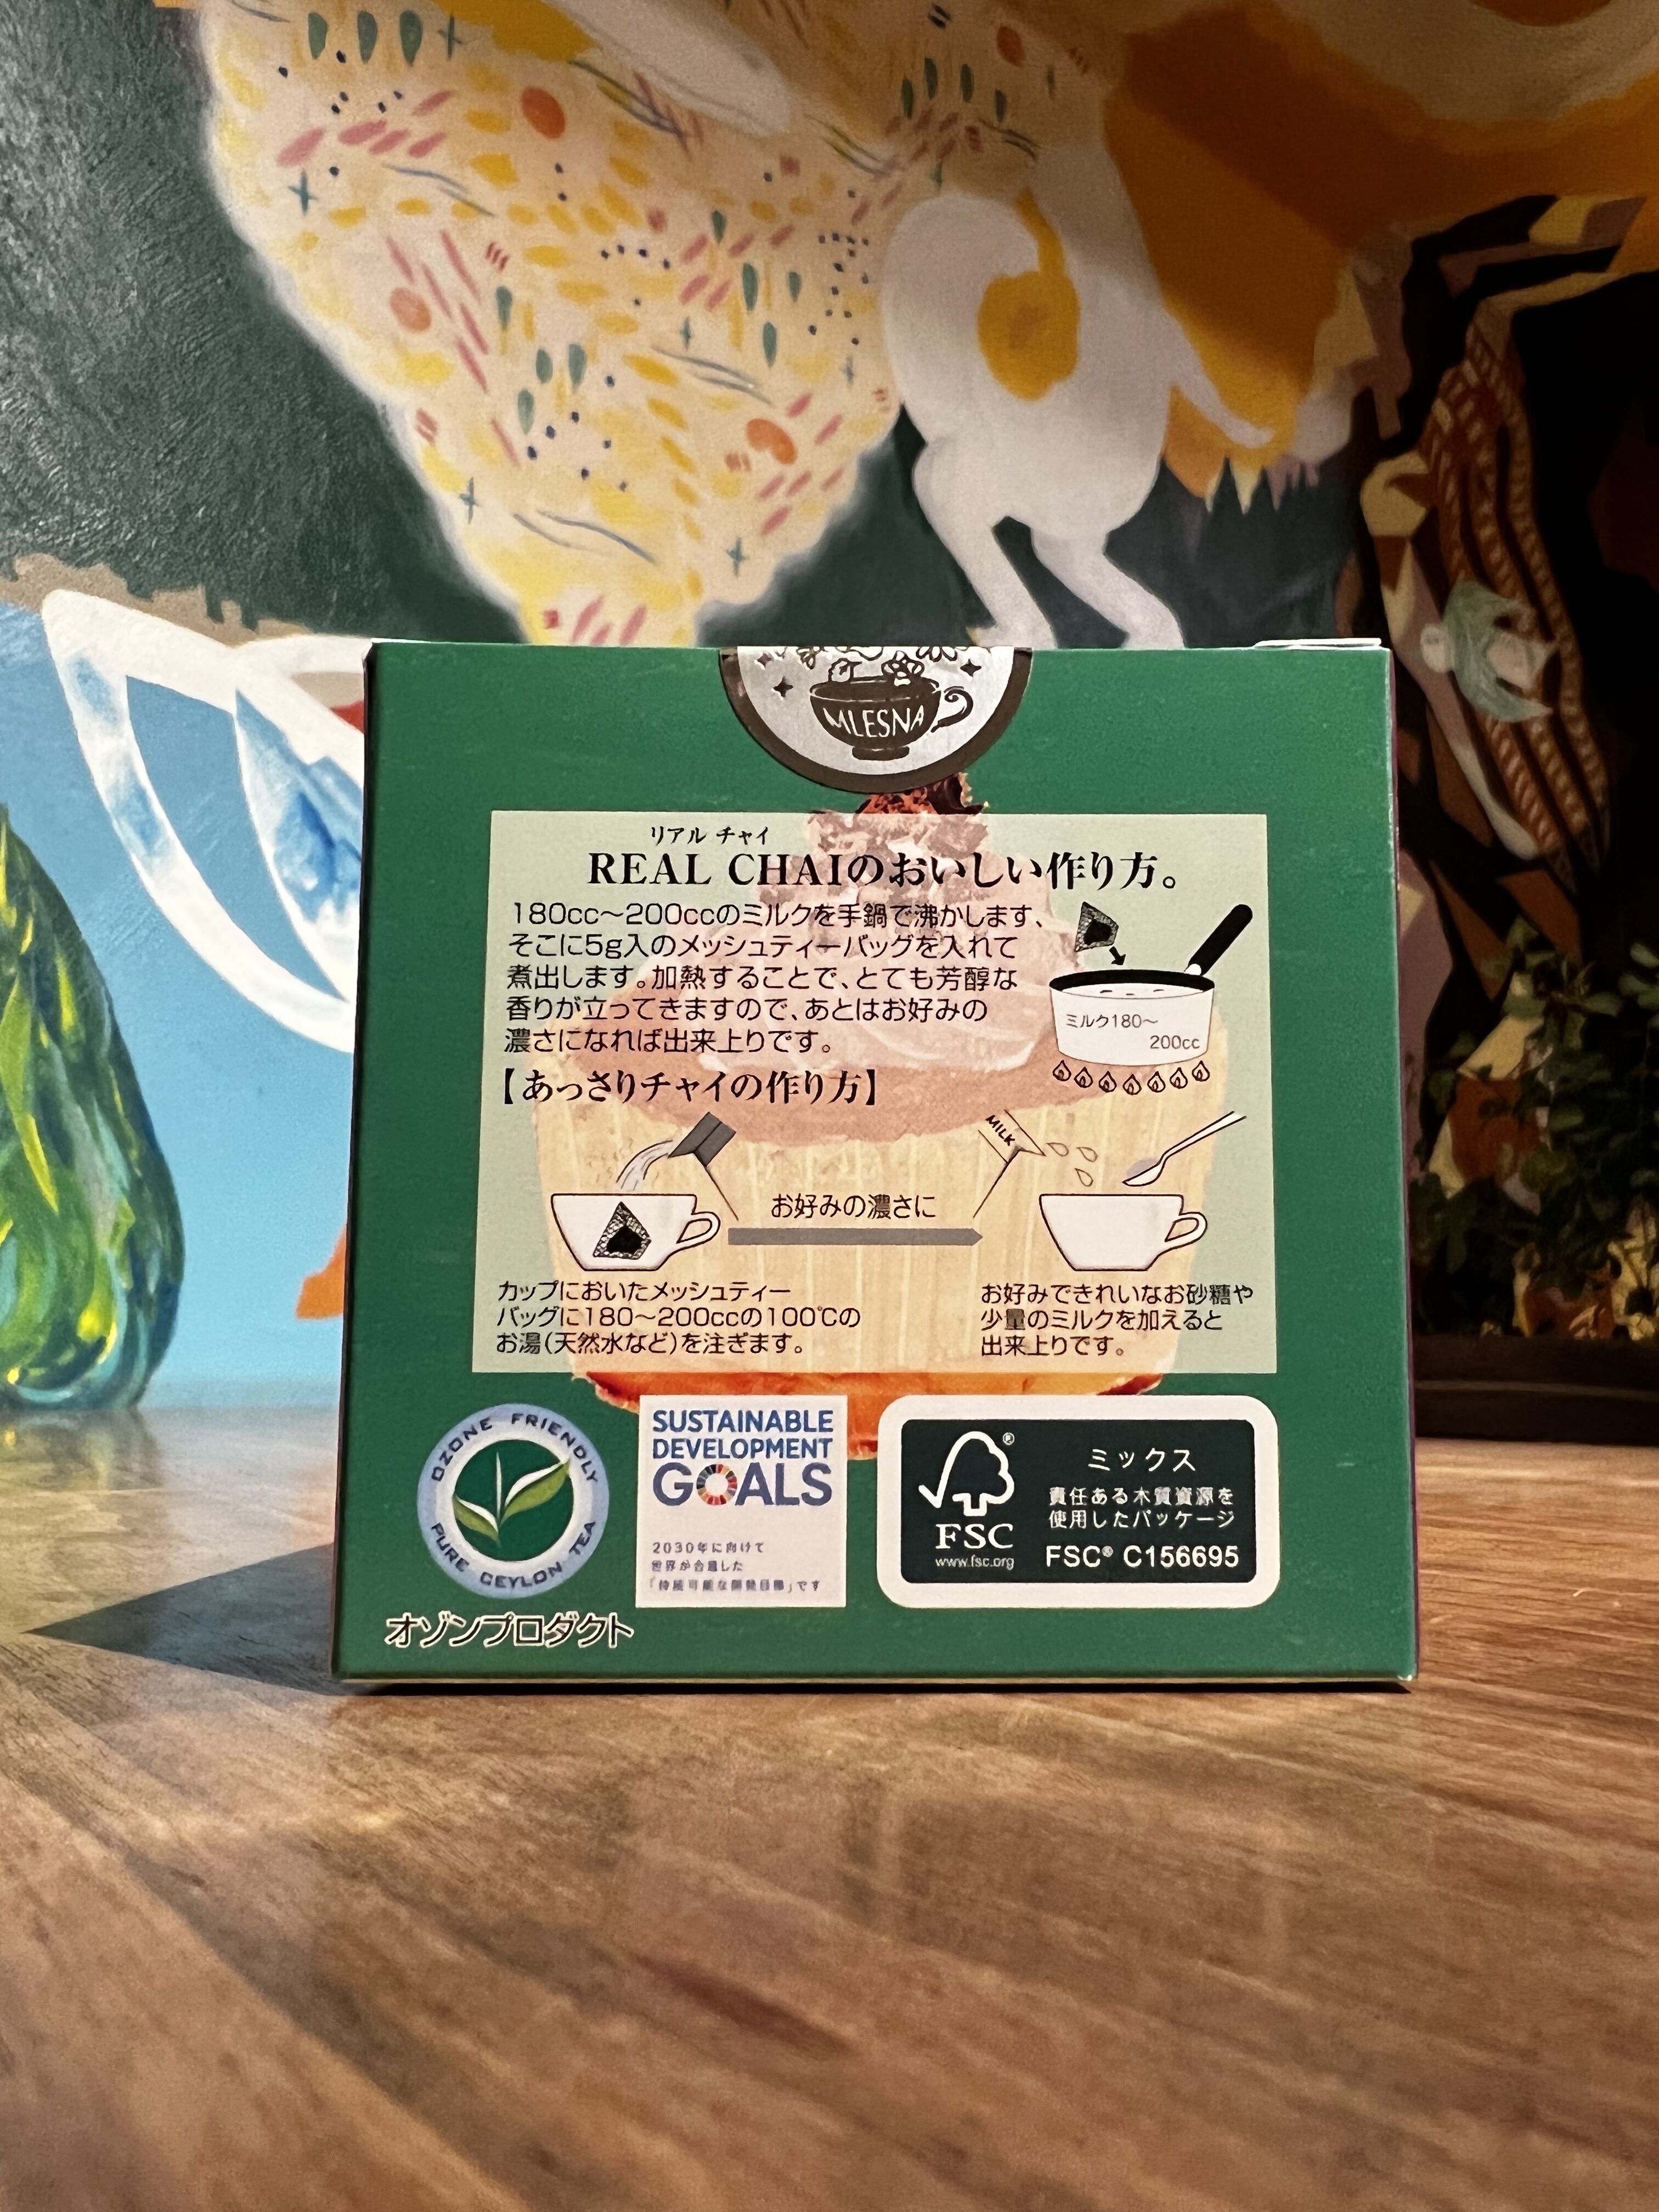 MLESNA
リアル チャイ
REAL CHAIのおいしい作り方。
180cc～200ccのミルクを手鍋で沸かします、
そこに5g入のメッシュティーバッグを入れて
煮出します。加熱することで、とても芳醇な
香りが立ってきますので、あとはお好みの
濃さになれば出来上りです。
ミルク180～
200cc
【あっさりチャイの作り方】
MILK
お好みの濃さに
カップにおいたメッシュティー
バッグに180～200ccの100℃の
お湯(天然水など)を注ぎます。
お好みできれいなお砂糖や
少量のミルクを加えると
出来上りです。
OZONE FRIENDLY
PURE CEYLON TEA
オゾンプロダクト
SUSTAINABLE
DEVELOPMENT
GOALS
2030年に向けて
世界が合意した
「持続可能な開発目標」です
FSC
www.fsc.org
ミックス
責任ある木質資源を
使用したパッケージ
FSC® C156695